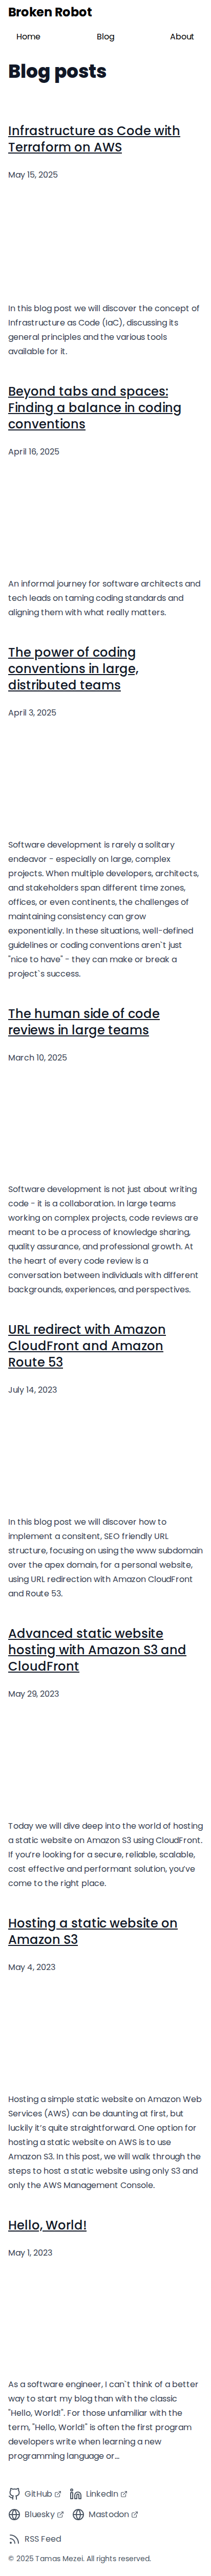 Broken Robot
Home
Blog
About
Blog posts
Infrastructure as Code with
Terraform on AWS
May 15, 2025
In this blog post we will discover the concept of
Infrastructure as Code (IaC), discussing its
general principles and the various tools
available for it.
Beyond tabs and spaces:
Finding a balance in coding
conventions
April 16, 2025
An informal journey for software architects and
tech leads on taming coding standards and
aligning them with what really matters.
The power of coding
conventions in large,
distributed teams
April 3, 2025
Software development is rarely a solitary
endeavor - especially on large, complex
projects. When multiple developers, architects,
and stakeholders span different time zones,
offices, or even continents, the challenges of
maintaining consistency can grow
exponentially. In these situations, well-defined
guidelines or coding conventions aren`t just
"nice to have" - they can make or break a
project`s success.
The human side of code
reviews in large teams
March 10, 2025
Software development is not just about writing
code - it is a collaboration. In large teams
working on complex projects, code reviews are
meant to be a process of knowledge sharing,
quality assurance, and professional growth. At
the heart of every code review is a
conversation between individuals with different
backgrounds, experiences, and perspectives.
URL redirect with Amazon
CloudFront and Amazon
Route 53
July 14, 2023
In this blog post we will discover how to
implement a consitent, SEO friendly URL
structure, focusing on using the www subdomain
over the apex domain, for a personal website,
using URL redirection with Amazon CloudFront
and Route 53.
Advanced static website
hosting with Amazon S3 and
CloudFront
May 29, 2023
Today we will dive deep into the world of hosting
a static website on Amazon S3 using CloudFront.
If you’re looking for a secure, reliable, scalable,
cost effective and performant solution, you’ve
come to the right place.
Hosting a static website on
Amazon S3
May 4, 2023
Hosting a simple static website on Amazon Web
Services (AWS) can be daunting at first, but
luckily it’s quite straightforward. One option for
hosting a static website on AWS is to use
Amazon S3. In this post, we will walk through the
steps to host a static website using only S3 and
only the AWS Management Console.
Hello, World!
May 1, 2023
As a software engineer, I can`t think of a better
way to start my blog than with the classic
"Hello, World!". For those unfamiliar with the
term, "Hello, World!" is often the first program
developers write when learning a new
programming language or...
GitHub
LinkedIn
Bluesky
Mastodon
RSS Feed
© 2025 Tamas Mezei. All rights reserved.